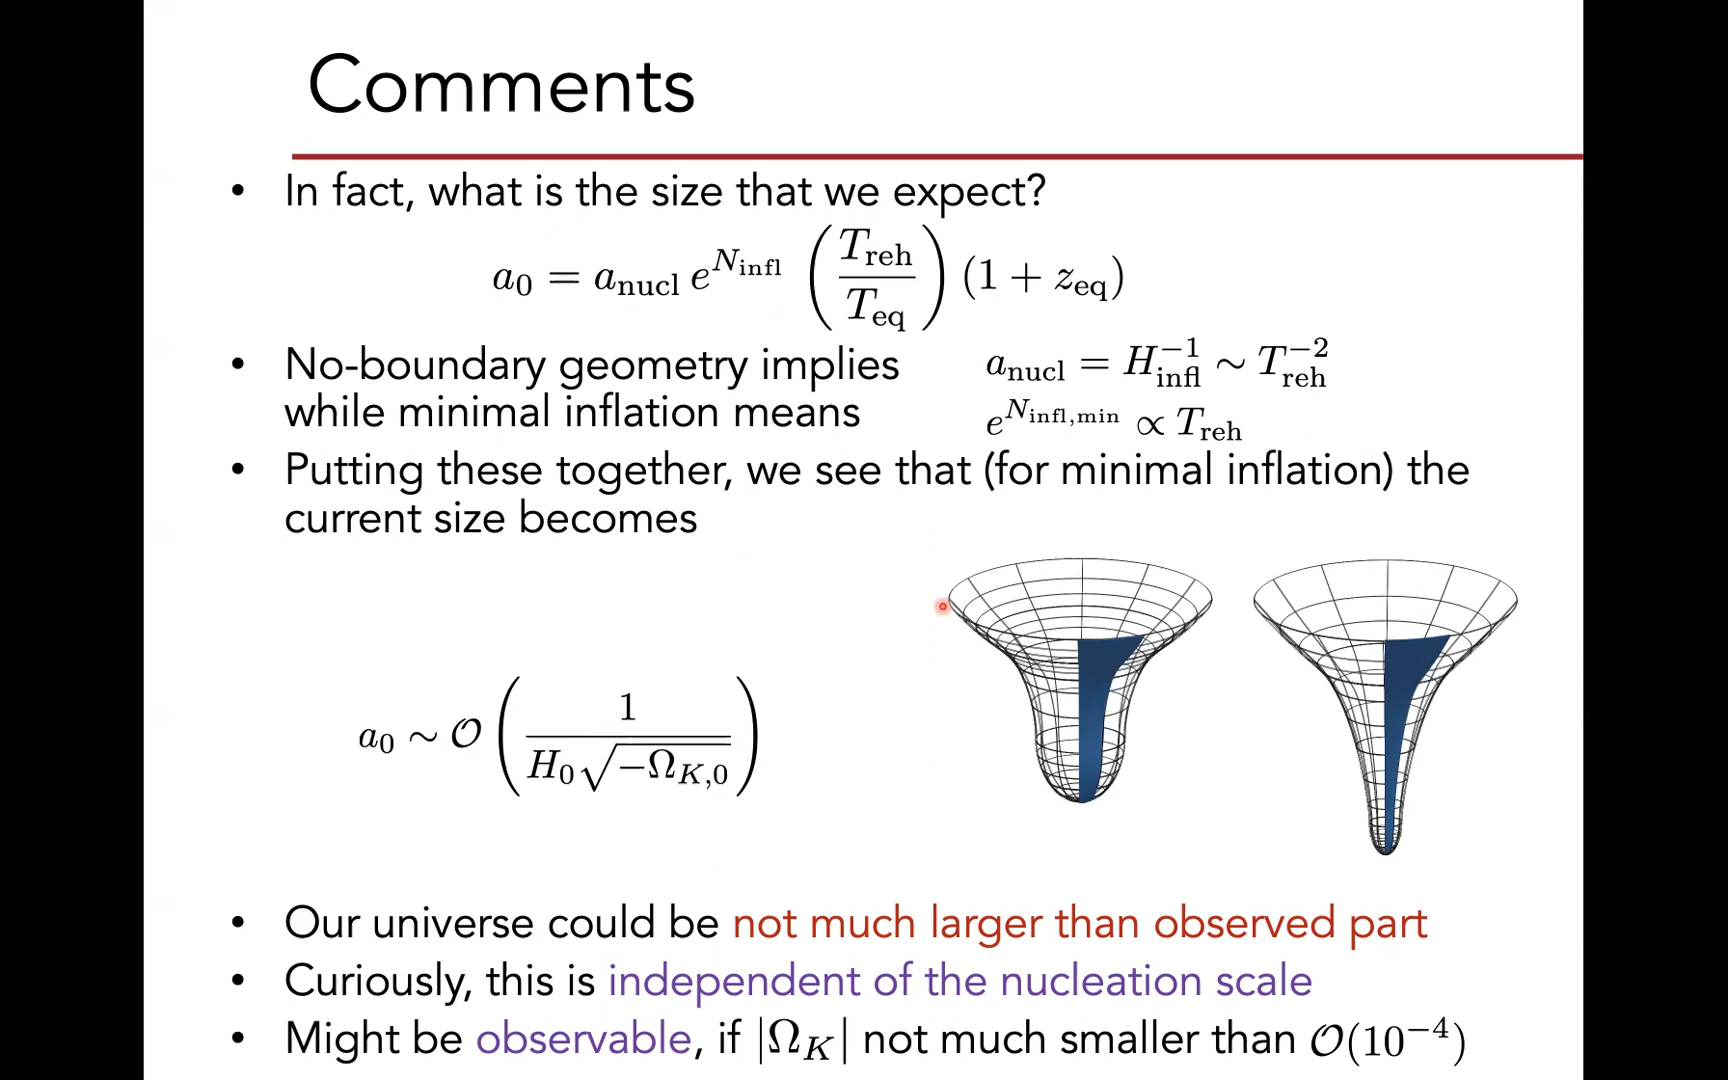 Comments
• In fact, what is the size that we expect?
a₀ = a_nucl e^{N_infl} (T_reh / T_eq) (1 + z_eq)
• No-boundary geometry implies a_nucl = H_infl^{-1} ~ T_reh^{-2}
while minimal inflation means e^{N_infl,min} ∝ T_reh
• Putting these together, we see that (for minimal inflation) the
current size becomes
a₀ ~ 𝒪(1 / (H₀ √(−Ω_{K,0})))
• Our universe could be not much larger than observed part
• Curiously, this is independent of the nucleation scale
• Might be observable, if |Ω_K| not much smaller than 𝒪(10^{-4})